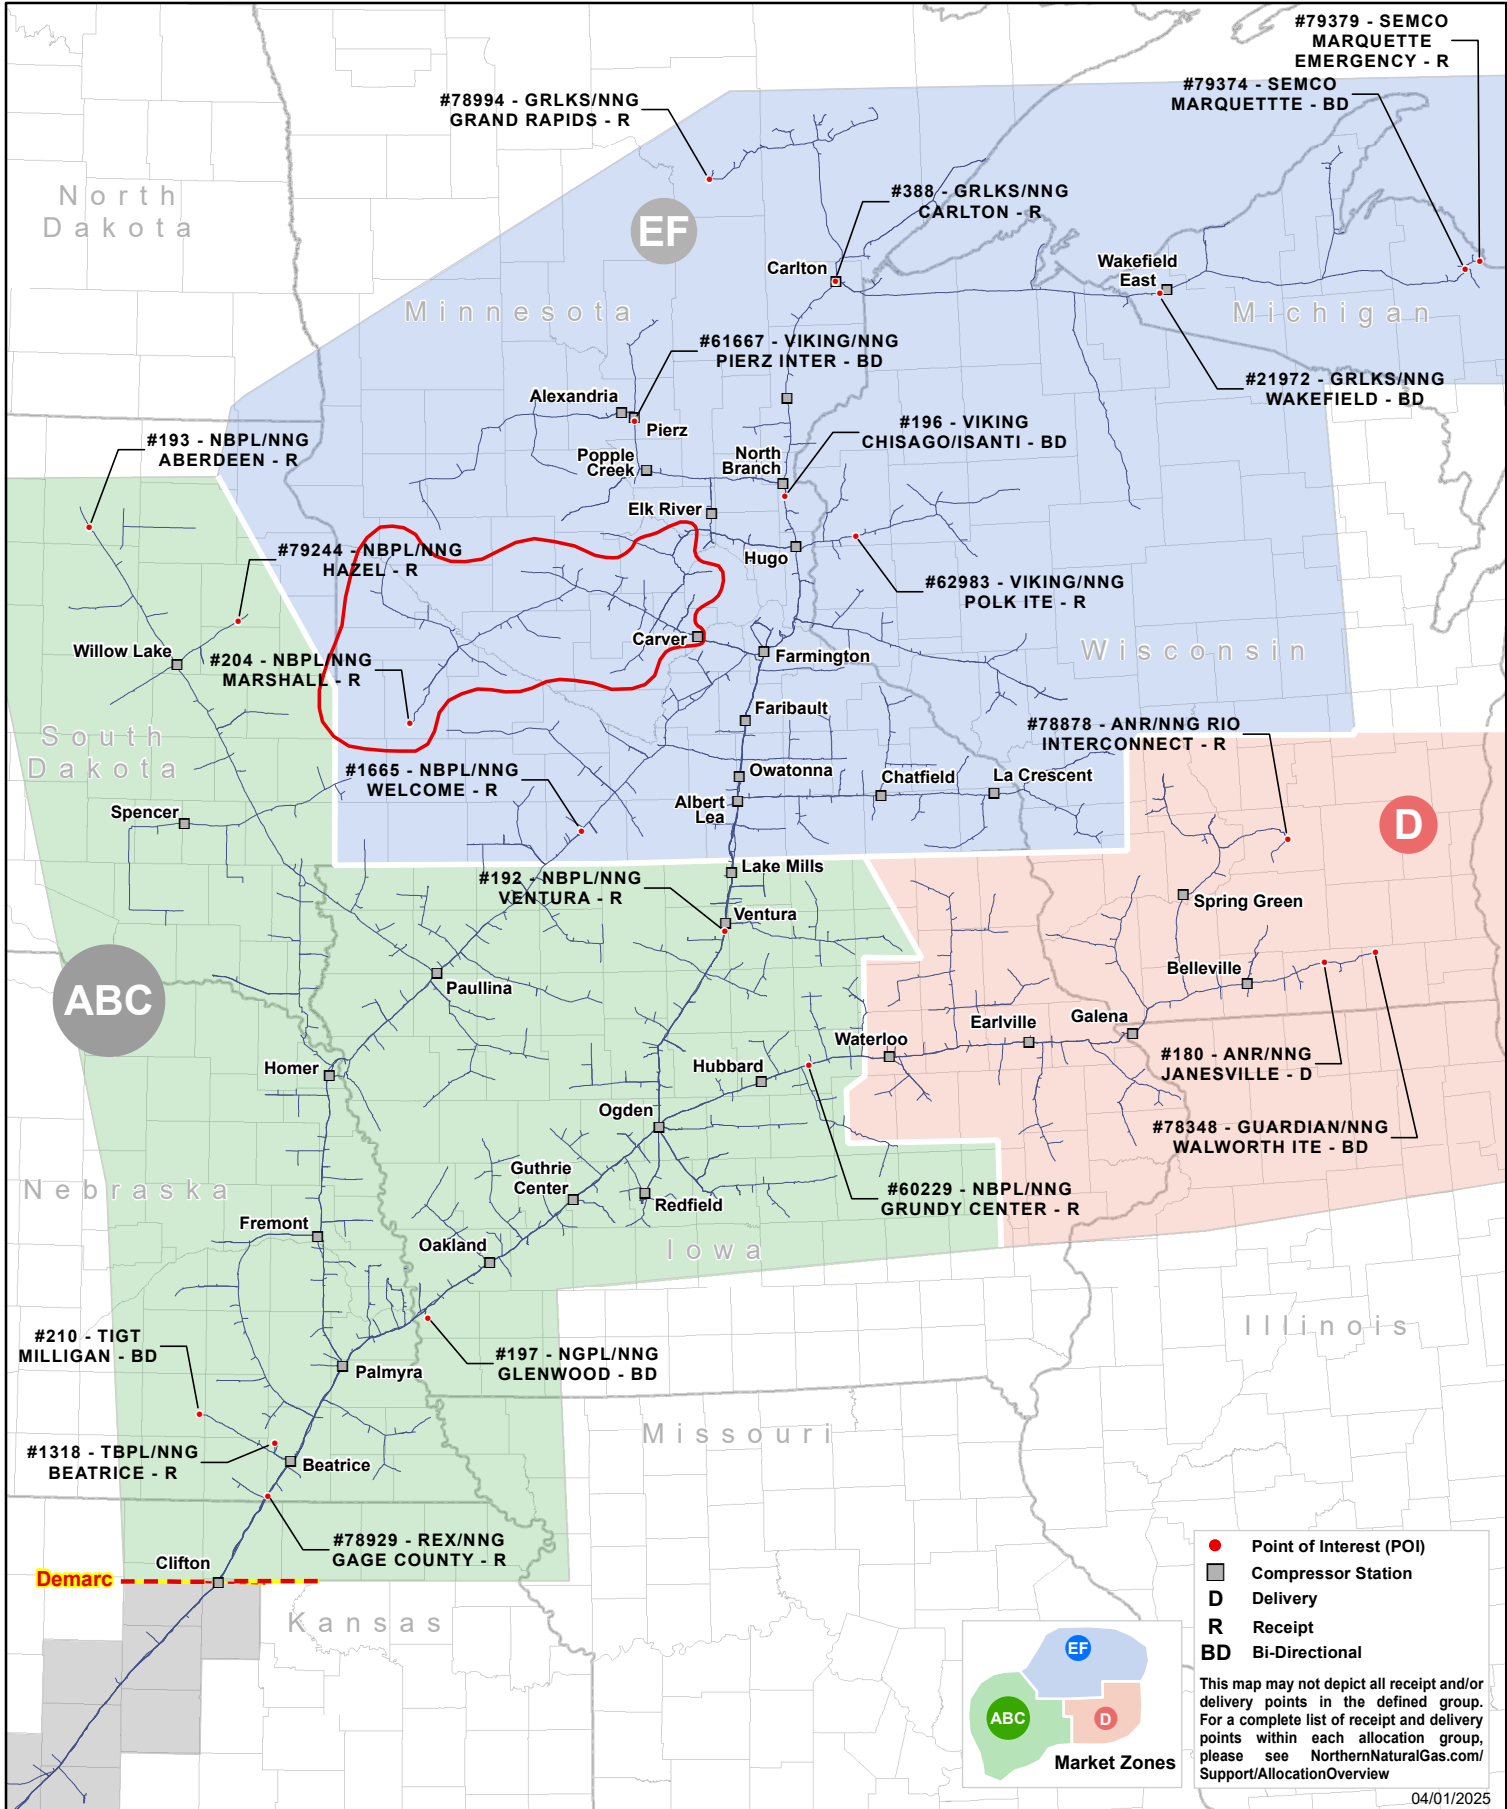 #79379 - SEMCO
MARQUETTE
EMERGENCY - R
#79374 - SEMCO
MARQUETTTE - BD
#78994 - GRLKS/NNG
GRAND RAPIDS - R
North
Dakota
#388 - GRLKS/NNG
CARLTON - R
EF
Carlton
Wakefield
East
Minnesota
Michigan
#61667 - VIKING/NNG
PIERZ INTER - BD
#21972 - GRLKS/NNG
WAKEFIELD - BD
Alexandria
Pierz
#193 - NBPL/NNG
ABERDEEN - R
#196 - VIKING
CHISAGO/ISANTI - BD
Popple
Creek
North
Branch
Elk River
Hugo
#79244 - NBPL/NNG
HAZEL - R
#62983 - VIKING/NNG
POLK ITE - R
Willow Lake
Carver
Farmington
Wisconsin
#204 - NBPL/NNG
MARSHALL - R
Faribault
#78878 - ANR/NNG RIO
INTERCONNECT - R
South
Dakota
#1665 - NBPL/NNG
WELCOME - R
Owatonna
Chatfield
La Crescent
Albert
Lea
Spencer
D
Lake Mills
#192 - NBPL/NNG
VENTURA - R
Spring Green
Ventura
Belleville
ABC
Paullina
Earlville
Galena
Waterloo
Homer
Hubbard
#180 - ANR/NNG
JANESVILLE - D
Ogden
#78348 - GUARDIAN/NNG
WALWORTH ITE - BD
Guthrie
Center
Nebraska
Redfield
#60229 - NBPL/NNG
GRUNDY CENTER - R
Fremont
Oakland
Iowa
#210 - TIGT
MILLIGAN - BD
Illinois
#197 - NGPL/NNG
GLENWOOD - BD
Palmyra
Missouri
#1318 - TBPL/NNG
BEATRICE - R
Beatrice
#78929 - REX/NNG
GAGE COUNTY - R
Clifton
Demarc
Kansas
Point of Interest (POI)
Compressor Station
D Delivery
R Receipt
BD Bi-Directional
This map may not depict all receipt and/or
delivery points in the defined group.
For a complete list of receipt and delivery
points within each allocation group,
please see NorthernNaturalGas.com/
Support/AllocationOverview
EF
ABC
D
Market Zones
04/01/2025